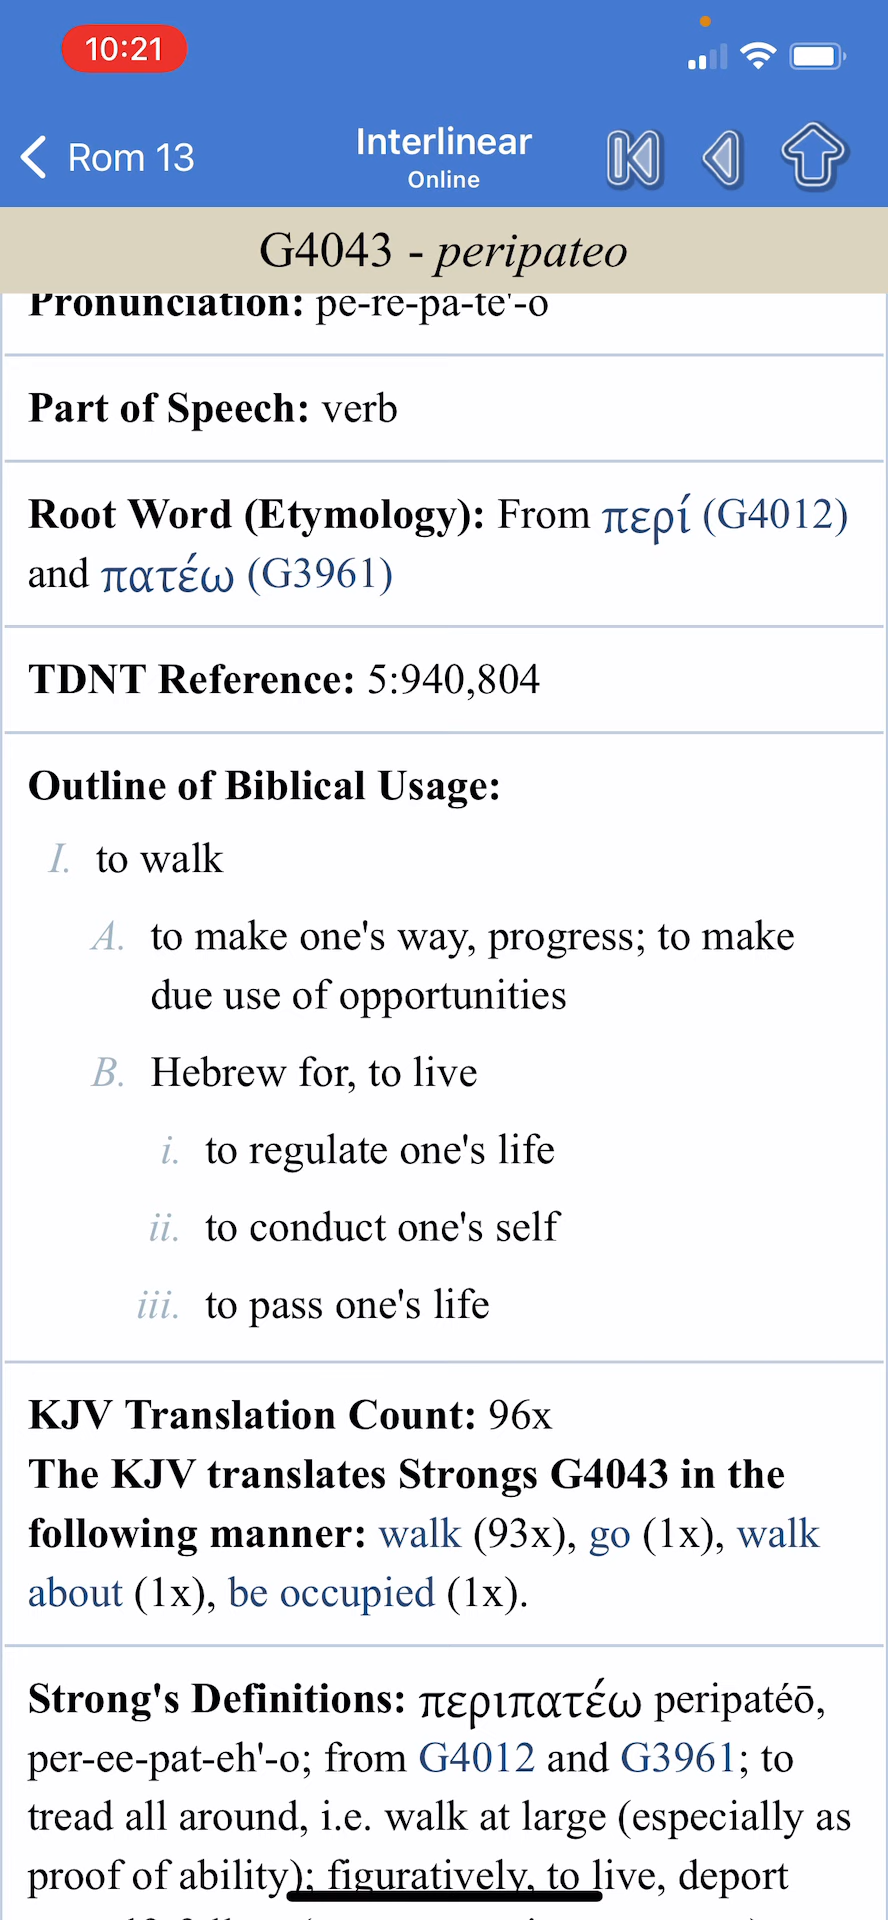 10:21
Rom 13
Interlinear
Online
G4043 - peripateo
Pronunciation: pe-re-pä-te'-o
Part of Speech: verb
Root Word (Etymology): From περί (G4012)
and πατέω (G3961)
TDNT Reference: 5:940,804
Outline of Biblical Usage:
I. to walk
A. to make one's way, progress; to make
due use of opportunities
B. Hebrew for, to live
i. to regulate one's life
ii. to conduct one's self
iii. to pass one's life
KJV Translation Count: 96x
The KJV translates Strongs G4043 in the
following manner: walk (93x), go (1x), walk
about (1x), be occupied (1x).
Strong's Definitions: περιπατέω peripatéō,
per-ee-pat-eh'-o; from G4012 and G3961; to
tread all around, i.e. walk at large (especially as
proof of ability); figuratively, to live, deport